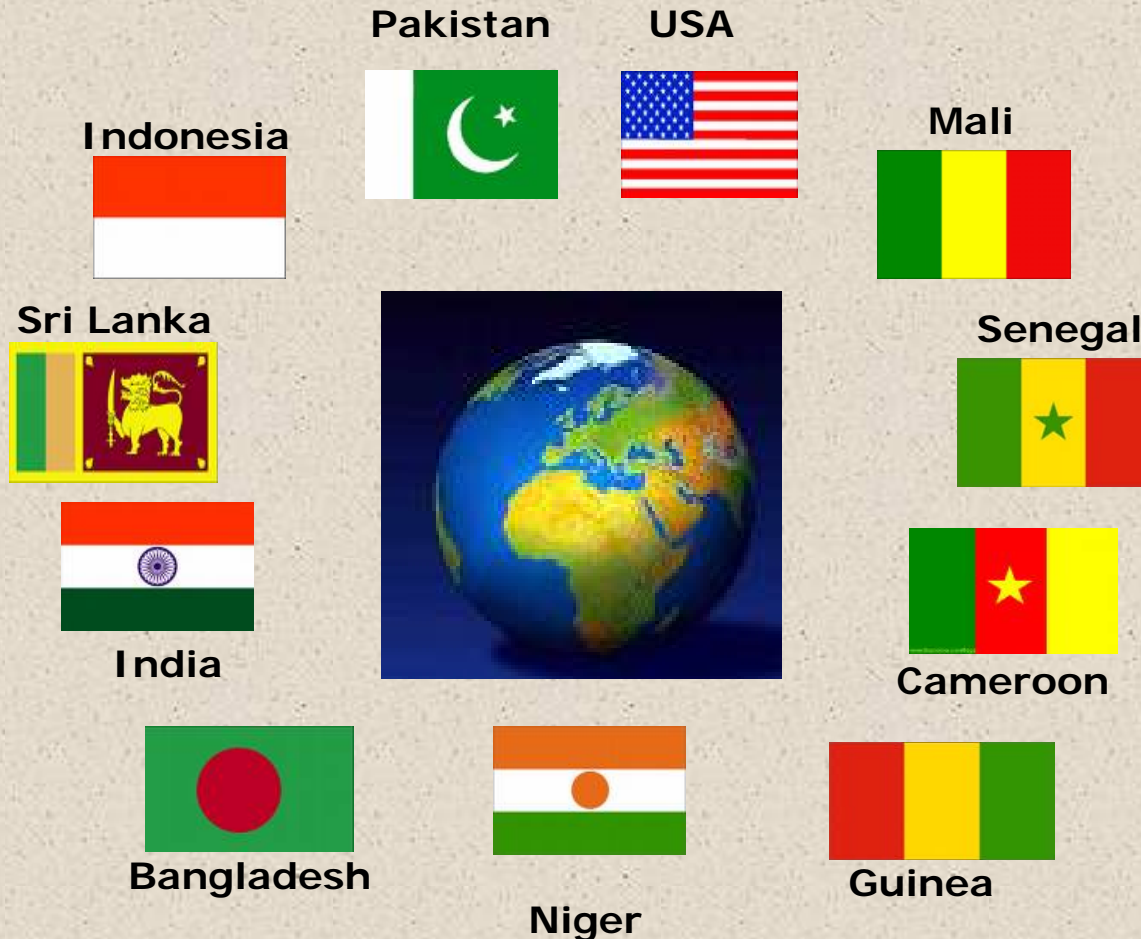 Pakistan
USA
Indonesia
Mali
Sri Lanka
Senegal
India
Cameroon
Bangladesh
Guinea
Niger